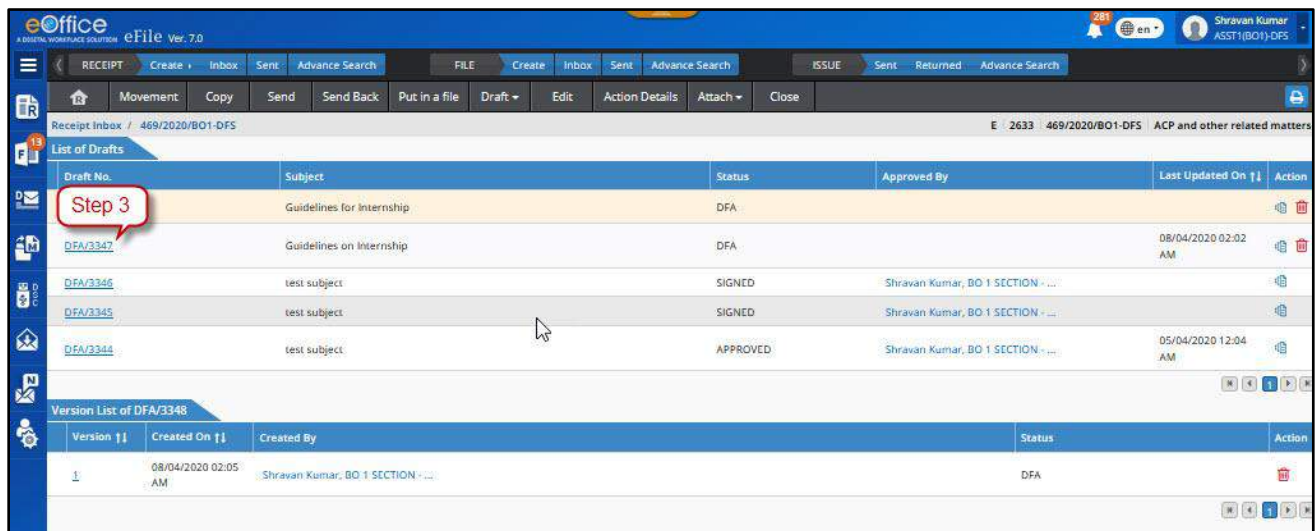 281
eOffice
A DIGITAL WORKPLACE SOLUTION eFile Ver. 7.0
en
Shravan Kumar
ASST1(BO1)-DFS
RECEIPT Create Inbox Sent Advance Search FILE Create Inbox Sent Advance Search ISSUE Sent Returned Advance Search
R Movement Copy Send Send Back Put in a file Draft Edit Action Details Attach Close
Receipt Inbox / 469/2020/BO1-DFS E 2633 469/2020/BO1-DFS ACP and other related matters
13
List of Drafts
Draft No. Subject Status Approved By Last Updated On Action
Step 3
Guidelines for Internship DFA
DFA/3347 Guidelines on Internship DFA 08/04/2020 02:02
AM
DFA/3346 test subject SIGNED Shravan Kumar, BO 1 SECTION - ...
DFA/3345 test subject SIGNED Shravan Kumar, BO 1 SECTION - ...
DFA/3344 test subject APPROVED Shravan Kumar, BO 1 SECTION - ... 05/04/2020 12:04
AM
1
Version List of DFA/3348
Version Created On Created By Status Action
1 08/04/2020 02:05
AM Shravan Kumar, BO 1 SECTION - ... DFA
1